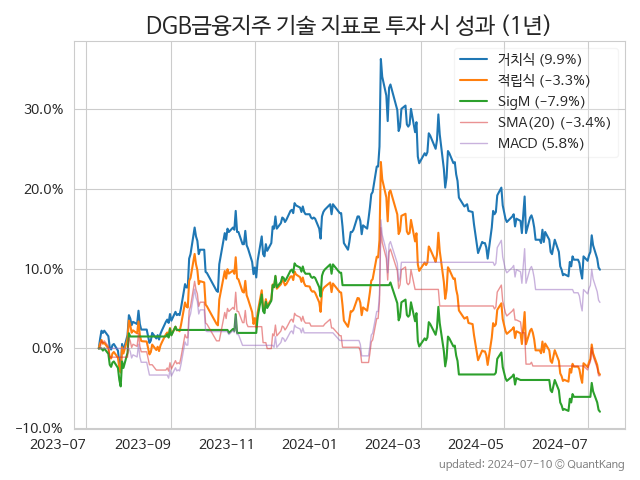 DGB금융지주 기술 지표로 투자 시 성과 (1년)
거치식 (9.9%)
적립식 (−3.3%)
SigM (−7.9%)
SMA(20) (−3.4%)
MACD (5.8%)
30.0%
20.0%
10.0%
0.0%
−10.0%
2023-07 2023-09 2023-11 2024-01 2024-03 2024-05 2024-07
updated: 2024-07-10 © QuantKang